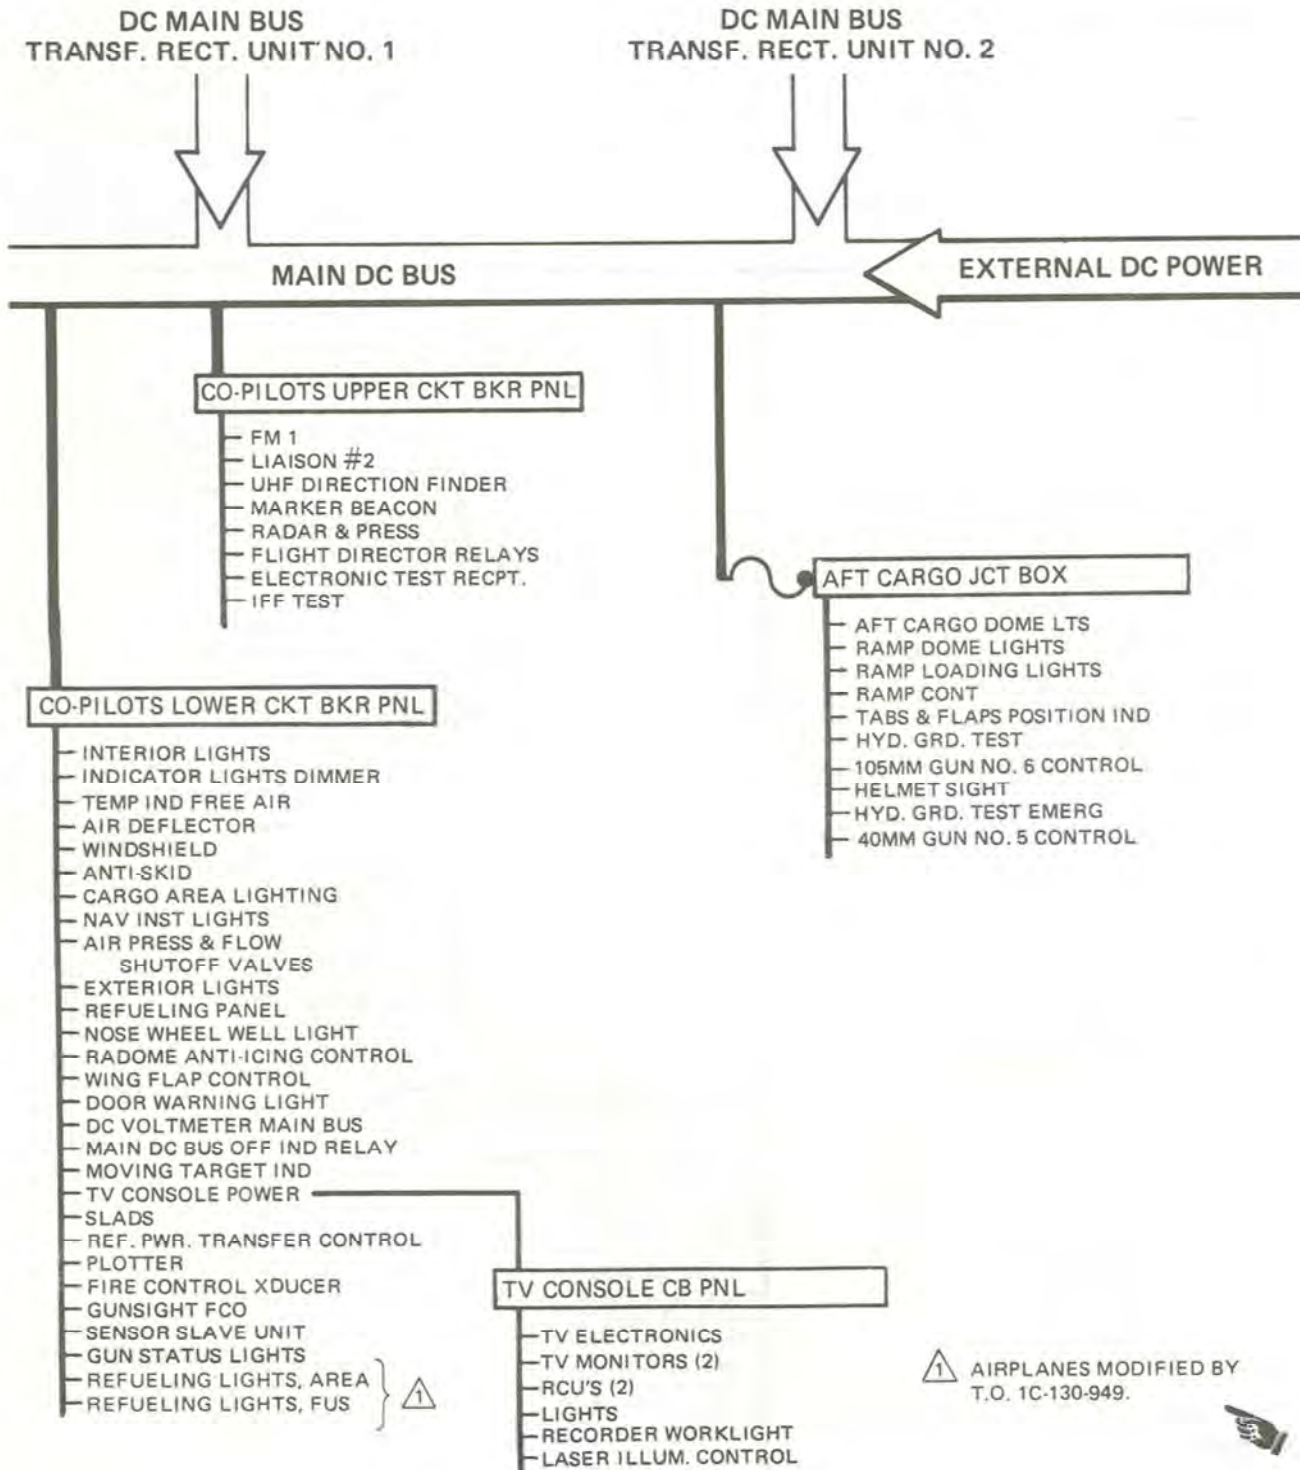 DC MAIN BUS
TRANSF. RECT. UNIT NO. 1
DC MAIN BUS
TRANSF. RECT. UNIT NO. 2
MAIN DC BUS
EXTERNAL DC POWER
CO-PILOTS UPPER CKT BKR PNL
FM 1
LIAISON #2
UHF DIRECTION FINDER
MARKER BEACON
RADAR & PRESS
FLIGHT DIRECTOR RELAYS
ELECTRONIC TEST RECPT.
IFF TEST
AFT CARGO JCT BOX
AFT CARGO DOME LTS
RAMP DOME LIGHTS
RAMP LOADING LIGHTS
RAMP CONT
TABS & FLAPS POSITION IND
HYD. GRD. TEST
105MM GUN NO. 6 CONTROL
HELMET SIGHT
HYD. GRD. TEST EMERG
40MM GUN NO. 5 CONTROL
CO-PILOTS LOWER CKT BKR PNL
INTERIOR LIGHTS
INDICATOR LIGHTS DIMMER
TEMP IND FREE AIR
AIR DEFLECTOR
WINDSHIELD
ANTI-SKID
CARGO AREA LIGHTING
NAV INST LIGHTS
AIR PRESS & FLOW
SHUTOFF VALVES
EXTERIOR LIGHTS
REFUELING PANEL
NOSE WHEEL WELL LIGHT
RADOME ANTI-ICING CONTROL
WING FLAP CONTROL
DOOR WARNING LIGHT
DC VOLTMETER MAIN BUS
MAIN DC BUS OFF IND RELAY
MOVING TARGET IND
TV CONSOLE POWER
SLADS
REF. PWR. TRANSFER CONTROL
PLOTTER
FIRE CONTROL XDUCER
GUNSIGHT FCO
SENSOR SLAVE UNIT
GUN STATUS LIGHTS
REFUELING LIGHTS, AREA
REFUELING LIGHTS, FUS
1
TV CONSOLE CB PNL
TV ELECTRONICS
TV MONITORS (2)
RCU'S (2)
LIGHTS
RECORDER WORKLIGHT
LASER ILLUM. CONTROL
1 AIRPLANES MODIFIED BY
T.O. 1C-130-949.